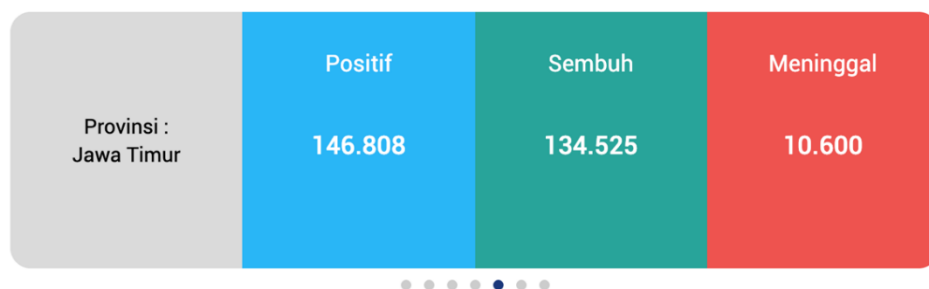 Provinsi :
Jawa Timur
Positif
146.808
Sembuh
134.525
Meninggal
10.600